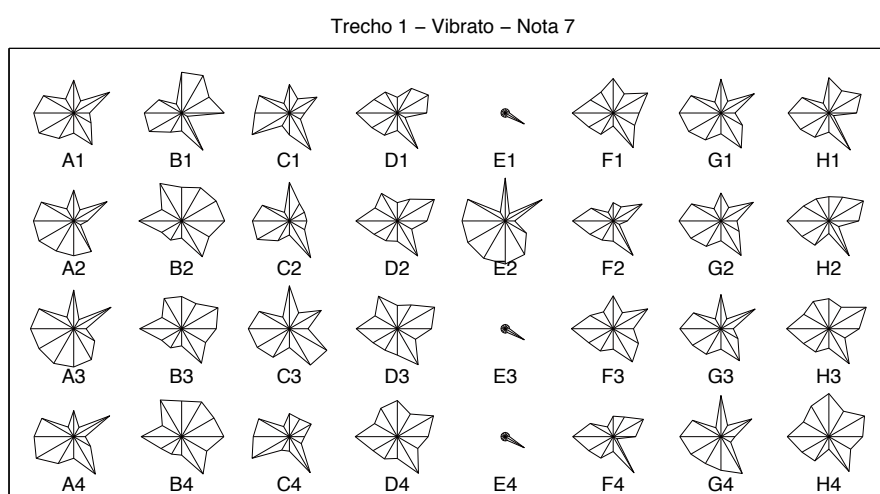 Trecho 1 − Vibrato − Nota 7
A1 B1 C1 D1 E1 F1 G1 H1
A2 B2 C2 D2 E2 F2 G2 H2
A3 B3 C3 D3 E3 F3 G3 H3
A4 B4 C4 D4 E4 F4 G4 H4